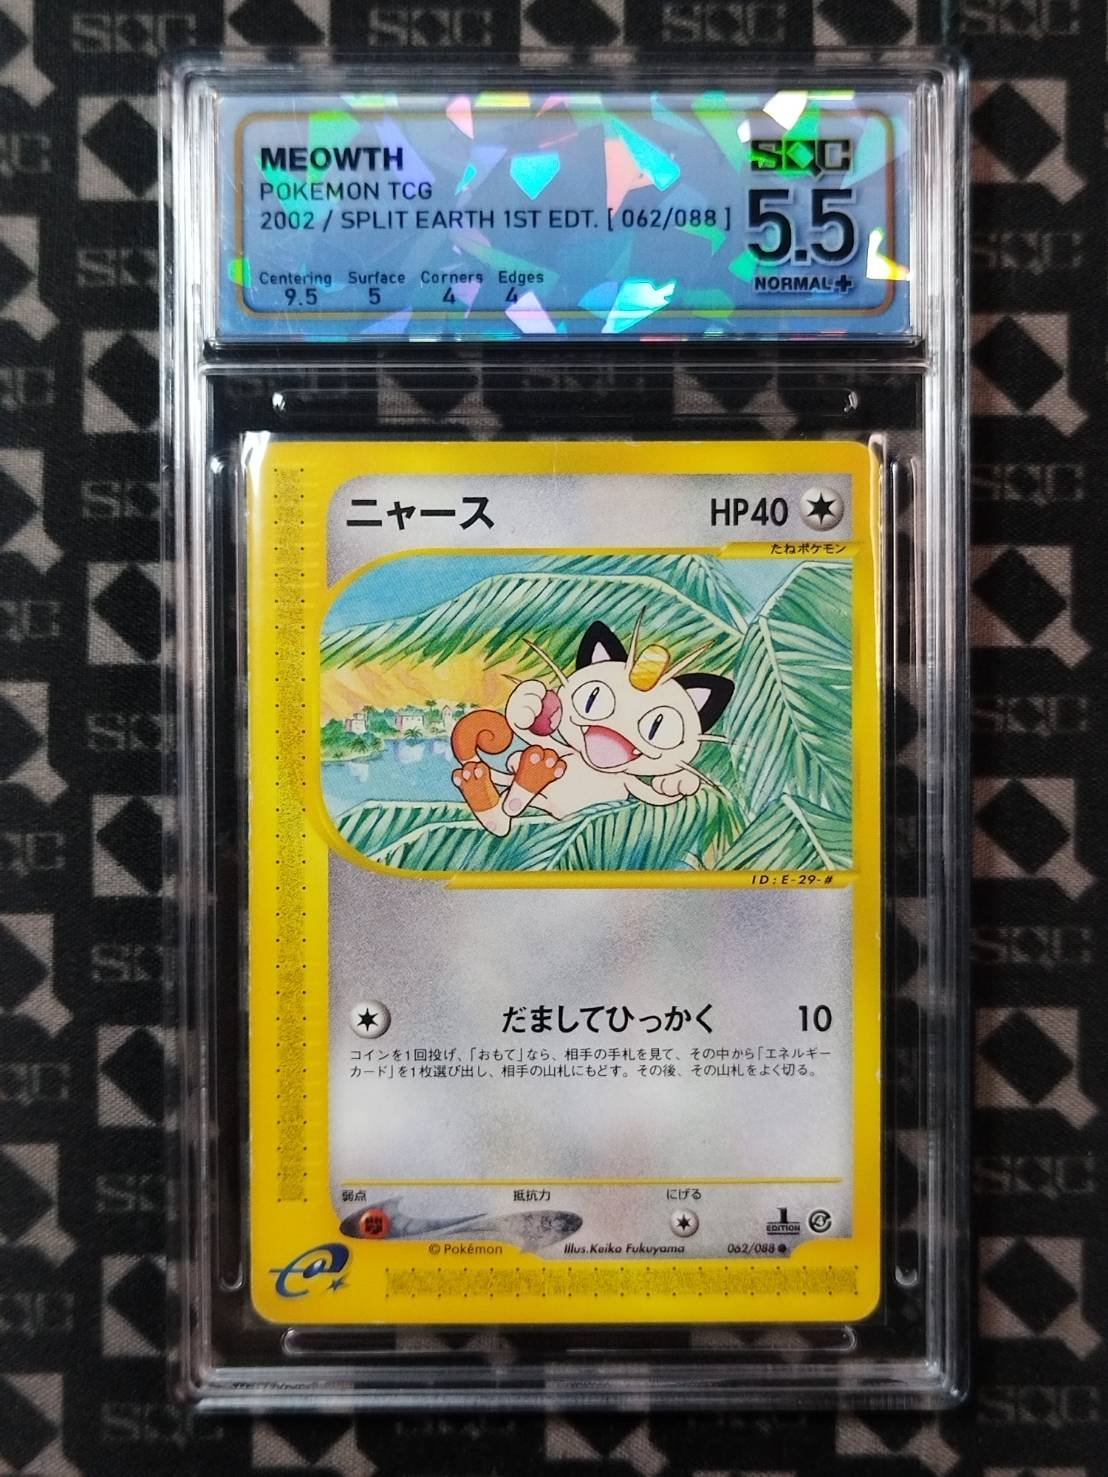 MEOWTH
POKEMON TCG
2002 / SPLIT EARTH 1ST EDT. [ 062/088 ]
Centering Surface Corners Edges
9.5 5 4 4
SQC
5.5
NORMAL+
ニャース HP40
たねポケモン
ID:E-29-#
だましてひっかく 10
コインを1回投げ、「おもて」なら、相手の手札を見て、その中から「エネルギー
カード」を1枚選び出し、相手の山札にもどす。その後、その山札をよく切る。
弱点 抵抗力 にげる
1
EDITION
© Pokémon Illus.Keiko Fukuyama 062/088 ●
e